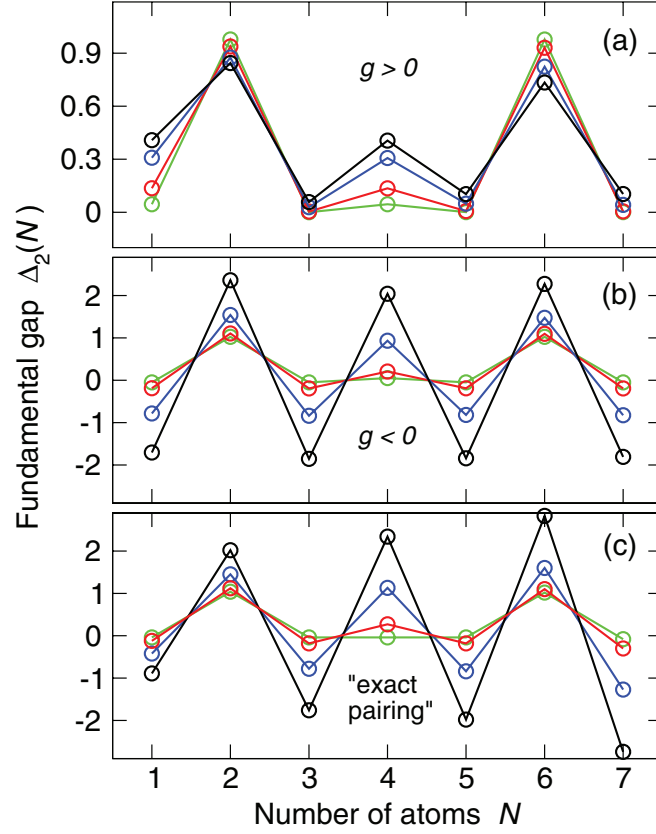 (a)
g > 0
0.9
0.6
0.3
0
Fundamental gap Δ2(N)
(b)
2
1
0
-1
-2
g < 0
(c)
2
1
0
-1
-2
"exact
pairing"
1 2 3 4 5 6 7
Number of atoms N